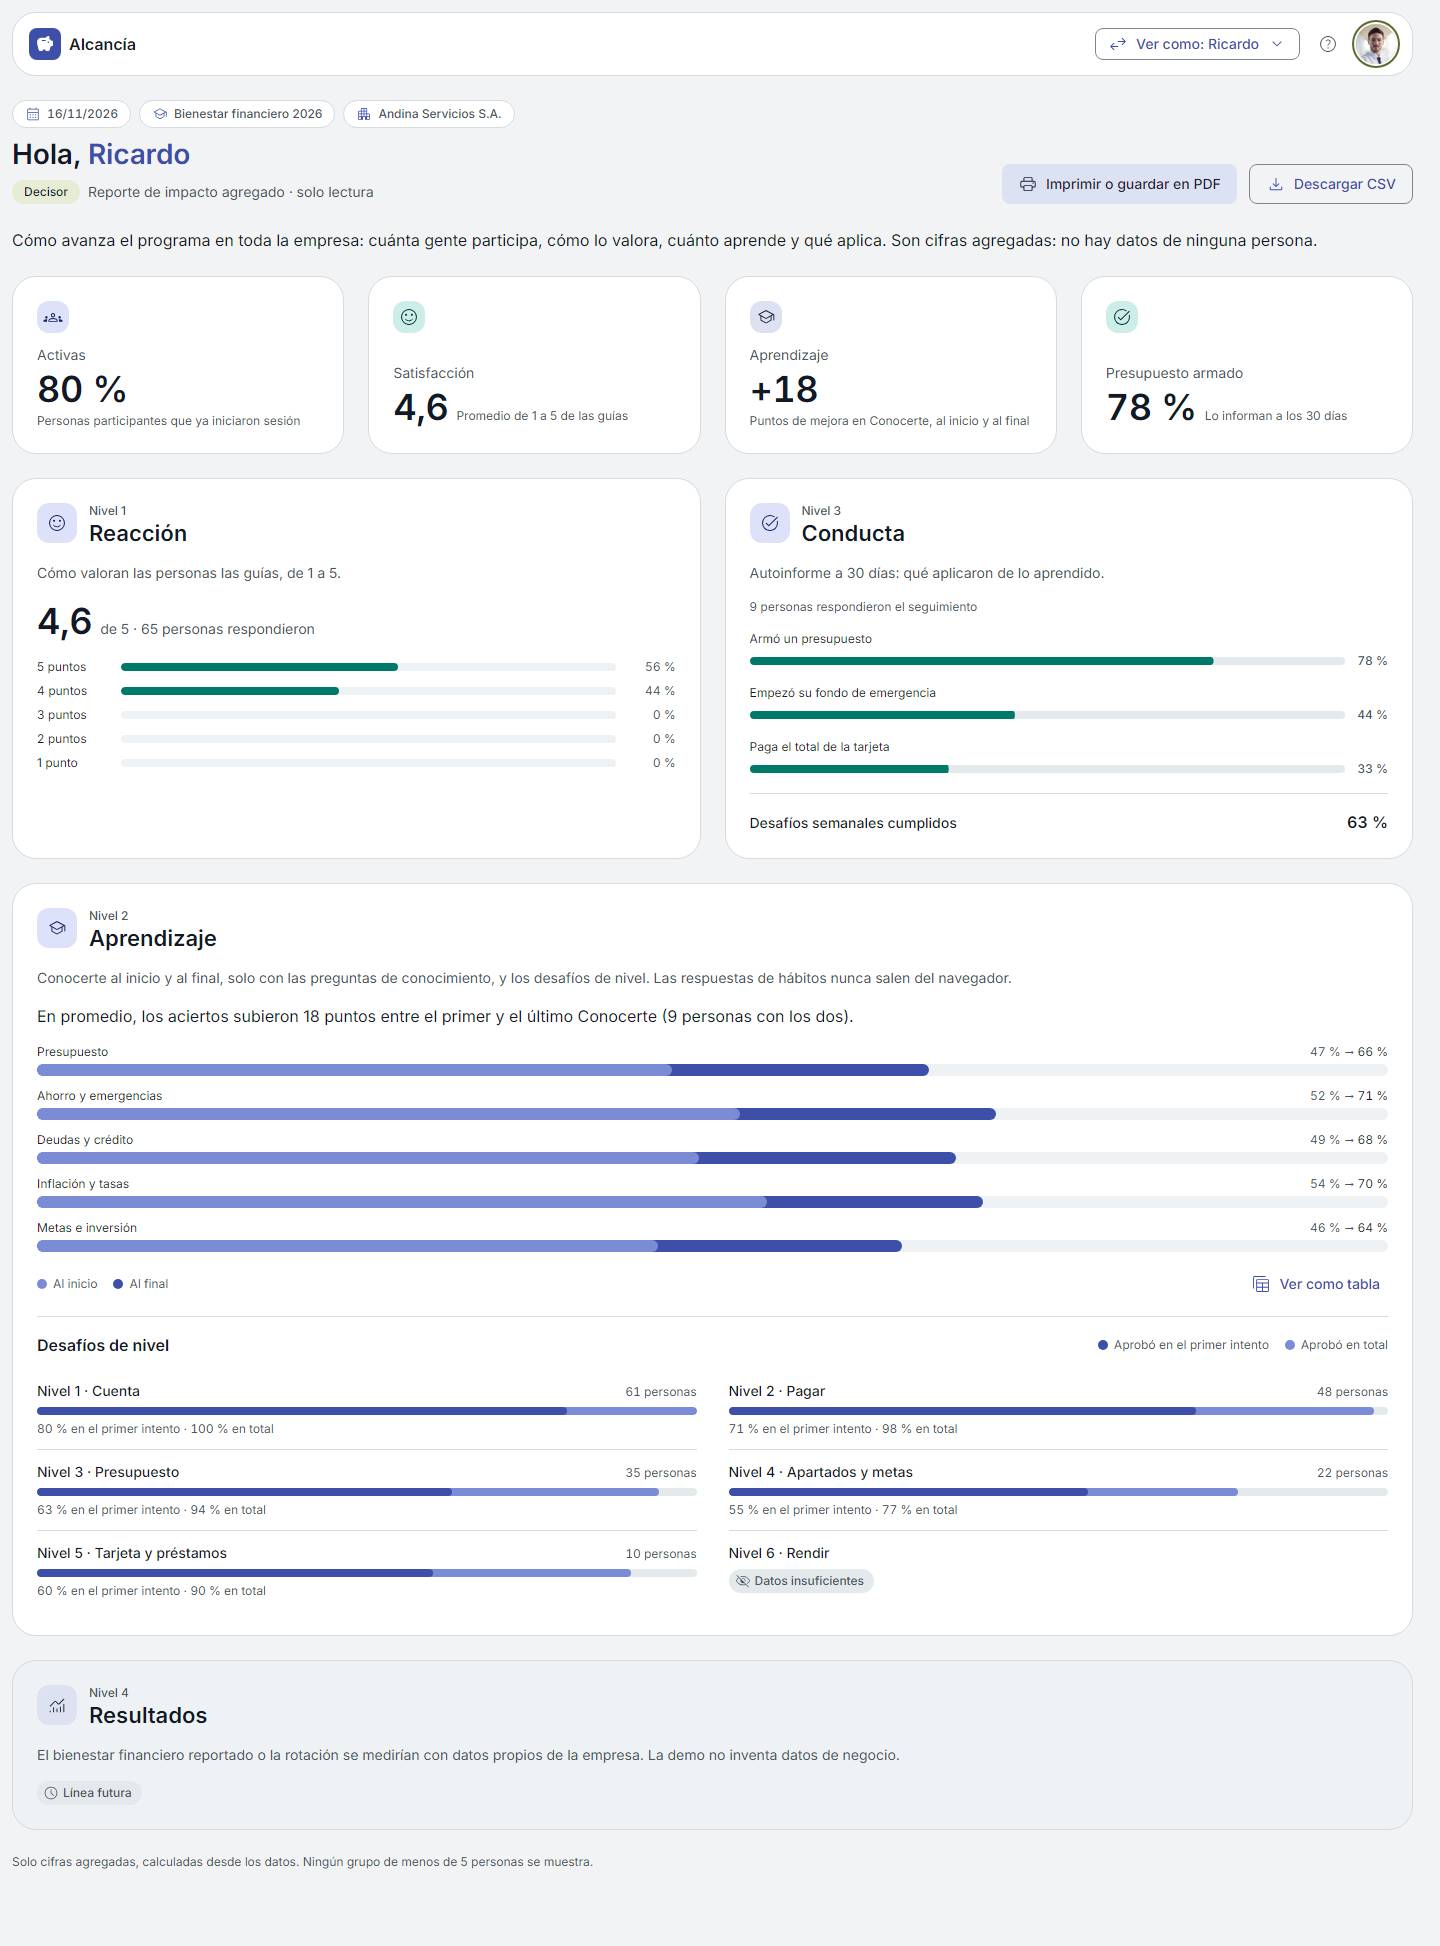 Alcancía
Ver como: Ricardo
16/11/2026
Bienestar financiero 2026
Andina Servicios S.A.
Hola, Ricardo
Decisor
Reporte de impacto agregado · solo lectura
Imprimir o guardar en PDF
Descargar CSV
Cómo avanza el programa en toda la empresa: cuánta gente participa, cómo lo valora, cuánto aprende y qué aplica. Son cifras agregadas: no hay datos de ninguna persona.
Activas
80 %
Personas participantes que ya iniciaron sesión
Satisfacción
4,6 Promedio de 1 a 5 de las guías
Aprendizaje
+18
Puntos de mejora en Conocerte, al inicio y al final
Presupuesto armado
78 % Lo informan a los 30 días
Nivel 1
Reacción
Cómo valoran las personas las guías, de 1 a 5.
4,6 de 5 · 65 personas respondieron
5 puntos 56 %
4 puntos 44 %
3 puntos 0 %
2 puntos 0 %
1 punto 0 %
Nivel 3
Conducta
Autoinforme a 30 días: qué aplicaron de lo aprendido.
9 personas respondieron el seguimiento
Armó un presupuesto
78 %
Empezó su fondo de emergencia
44 %
Paga el total de la tarjeta
33 %
Desafíos semanales cumplidos 63 %
Nivel 2
Aprendizaje
Conocerte al inicio y al final, solo con las preguntas de conocimiento, y los desafíos de nivel. Las respuestas de hábitos nunca salen del navegador.
En promedio, los aciertos subieron 18 puntos entre el primer y el último Conocerte (9 personas con los dos).
Presupuesto 47 % → 66 %
Ahorro y emergencias 52 % → 71 %
Deudas y crédito 49 % → 68 %
Inflación y tasas 54 % → 70 %
Metas e inversión 46 % → 64 %
Al inicio Al final
Ver como tabla
Desafíos de nivel
Aprobó en el primer intento Aprobó en total
Nivel 1 · Cuenta 61 personas
80 % en el primer intento · 100 % en total
Nivel 2 · Pagar 48 personas
71 % en el primer intento · 98 % en total
Nivel 3 · Presupuesto 35 personas
63 % en el primer intento · 94 % en total
Nivel 4 · Apartados y metas 22 personas
55 % en el primer intento · 77 % en total
Nivel 5 · Tarjeta y préstamos 10 personas
60 % en el primer intento · 90 % en total
Nivel 6 · Rendir
Datos insuficientes
Nivel 4
Resultados
El bienestar financiero reportado o la rotación se medirían con datos propios de la empresa. La demo no inventa datos de negocio.
Línea futura
Solo cifras agregadas, calculadas desde los datos. Ningún grupo de menos de 5 personas se muestra.